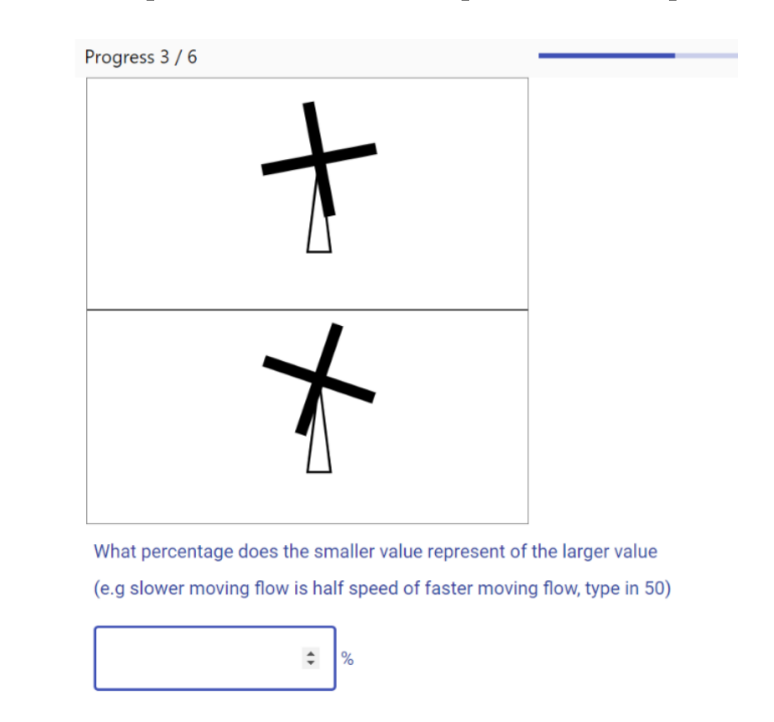 Progress 3 / 6
What percentage does the smaller value represent of the larger value
(e.g slower moving flow is half speed of faster moving flow, type in 50)
%